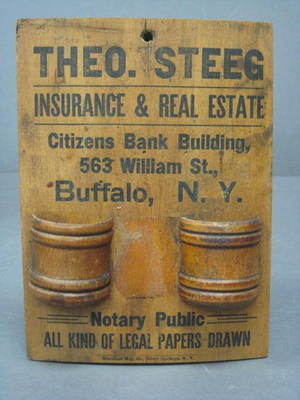 THEO. STEEG
INSURANCE & REAL ESTATE
Citizens Bank Building,
563 William St.,
Buffalo, N. Y.
Notary Public
ALL KIND OF LEGAL PAPERS DRAWN